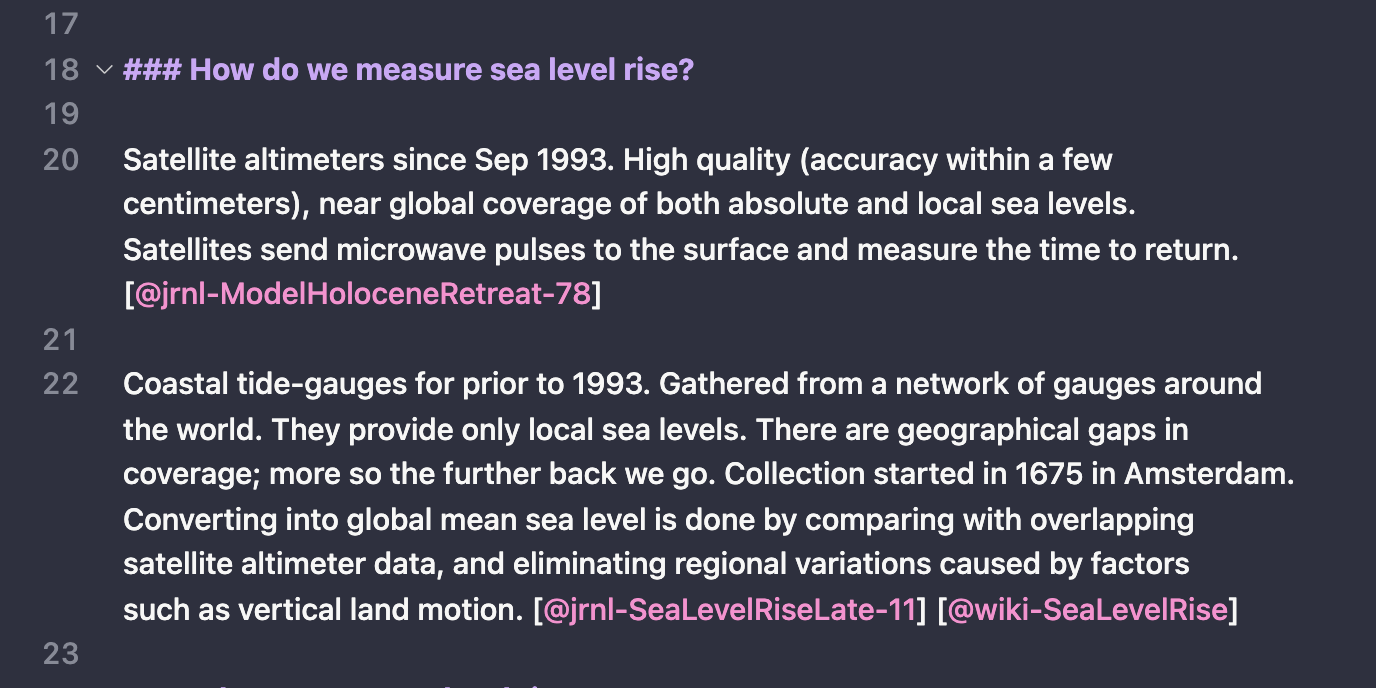 17
18 ### How do we measure sea level rise?
19
20 Satellite altimeters since Sep 1993. High quality (accuracy within a few
centimeters), near global coverage of both absolute and local sea levels.
Satellites send microwave pulses to the surface and measure the time to return.
[@jrnl-ModelHoloceneRetreat-78]
21
22 Coastal tide-gauges for prior to 1993. Gathered from a network of gauges around
the world. They provide only local sea levels. There are geographical gaps in
coverage; more so the further back we go. Collection started in 1675 in Amsterdam.
Converting into global mean sea level is done by comparing with overlapping
satellite altimeter data, and eliminating regional variations caused by factors
such as vertical land motion. [@jrnl-SeaLevelRiseLate-11] [@wiki-SeaLevelRise]
23